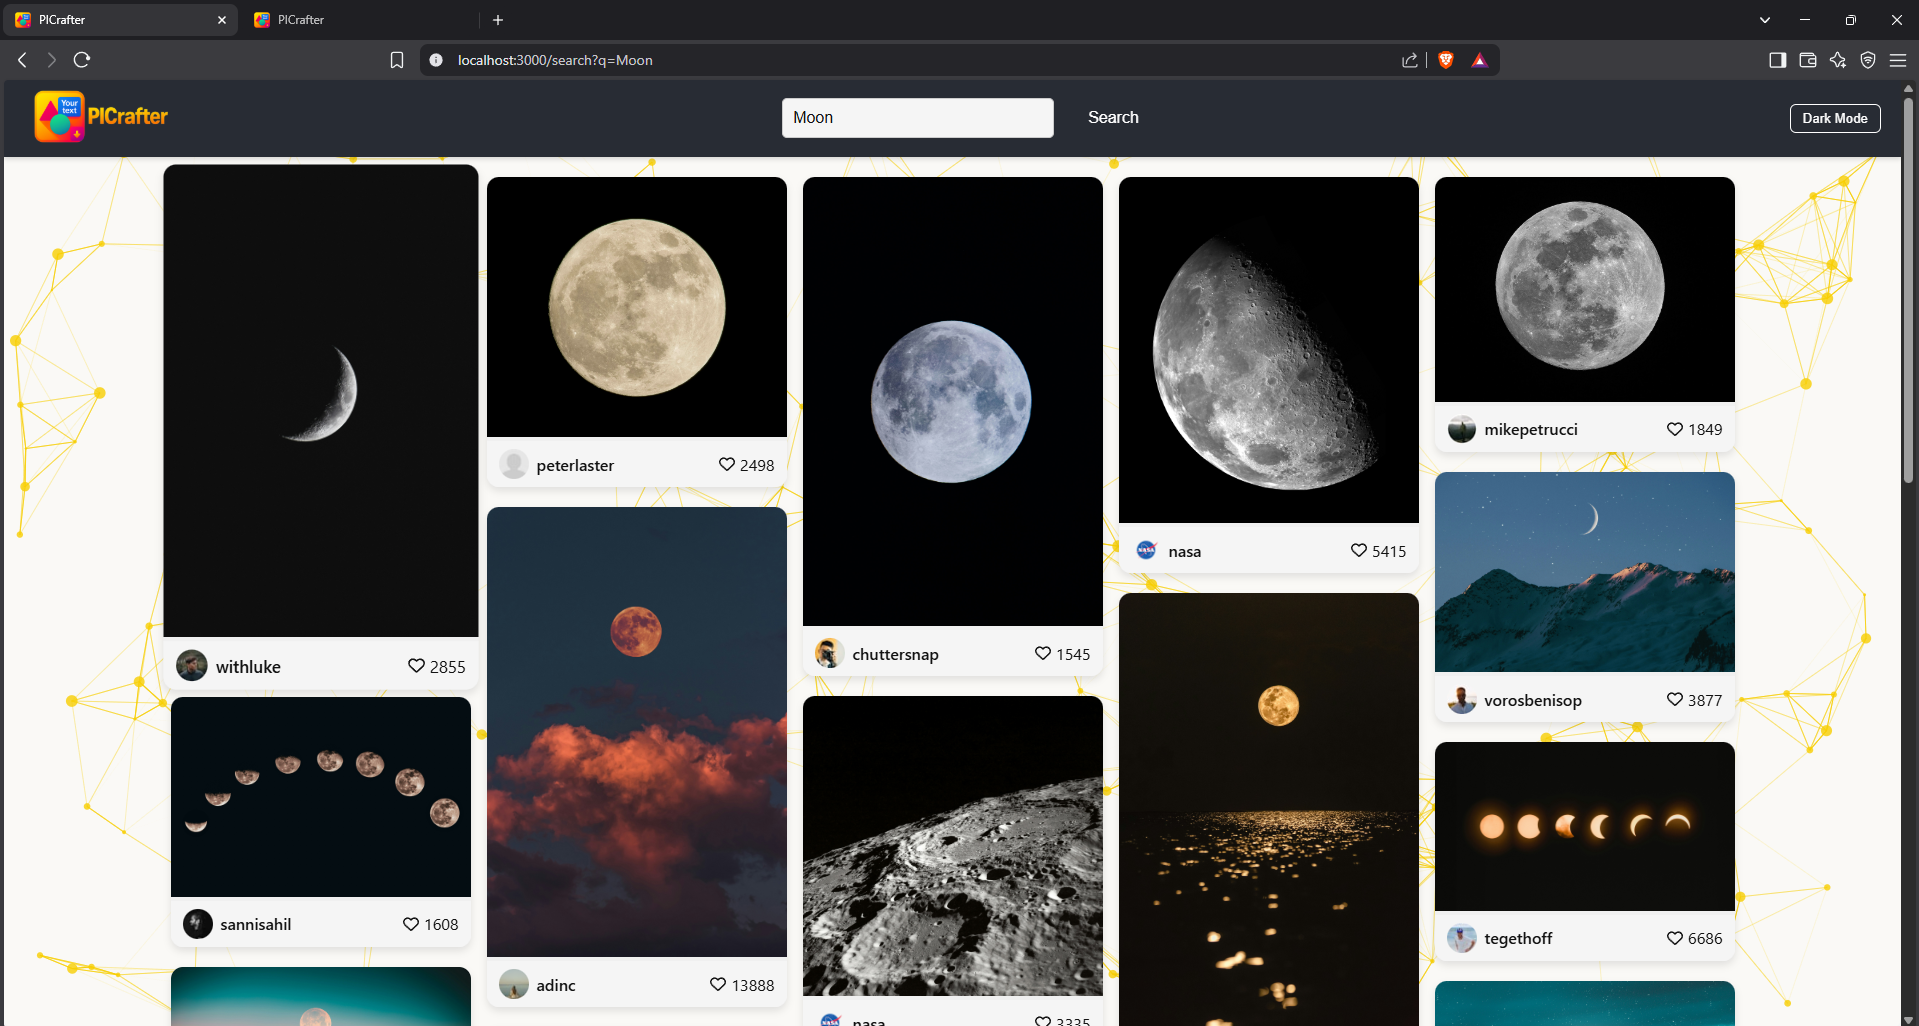 PICrafter
PICrafter
localhost:3000/search?q=Moon
Your
text
PICrafter
Moon
Search
Dark Mode
withluke 2855
sannisahil 1608
peterlaster 2498
adinc 13888
chuttersnap 1545
nasa 3335
NASA
nasa 5415
mikepetrucci 1849
vorosbenisop 3877
tegethoff 6686